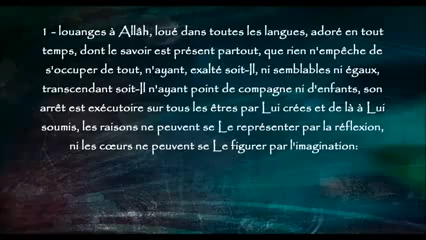 1 - louanges à Allâh, loué dans toutes les langues, adoré en tout
temps, dont le savoir est présent partout, que rien n'empêche de
s'occuper de tout, n'ayant, exalté soit-Il, ni semblables ni égaux,
transcendant soit-Il n'ayant point de compagne ni d'enfants, son
arrêt est exécutoire sur tous les êtres par Lui crées et de là à Lui
soumis, les raisons ne peuvent se Le représenter par la réflexion,
ni les cœurs ne peuvent se Le figurer par l'imagination: